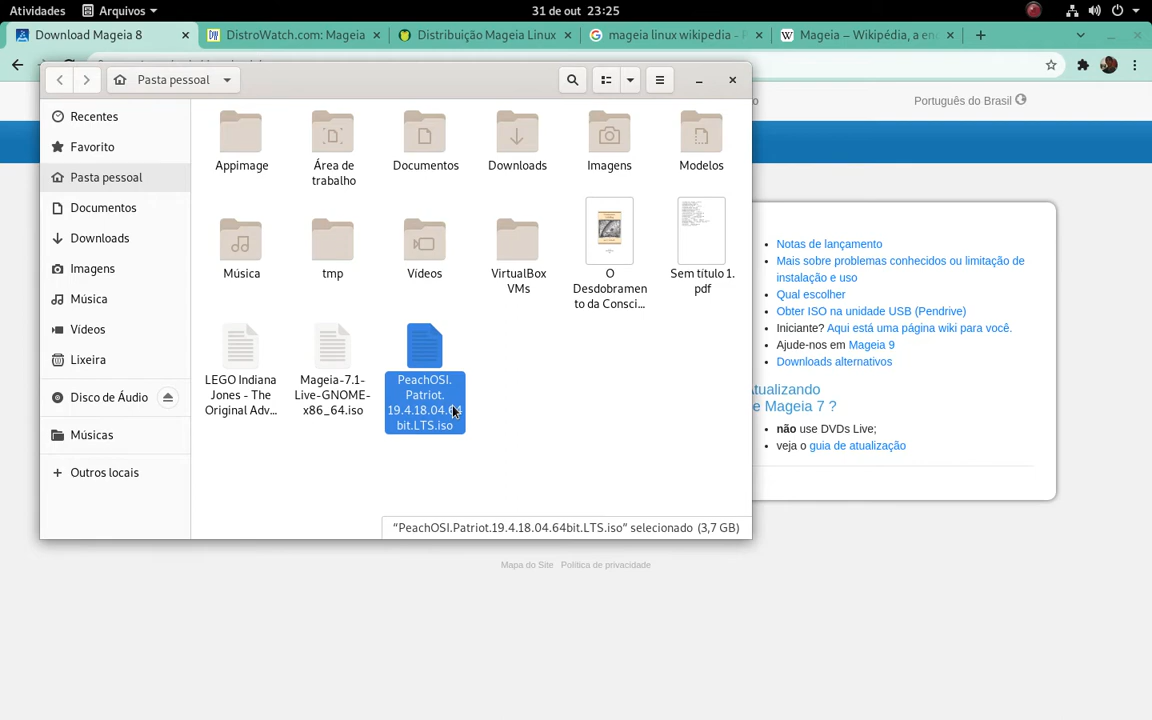 Atividades
Arquivos
31 de out 23:25
Download Mageia 8
DistroWatch.com: Mageia
Distribuição Mageia Linux
mageia linux wikipedia -
Mageia – Wikipédia, a en
Pasta pessoal
Português do Brasil
Recentes
Favorito
Pasta pessoal
Documentos
Downloads
Imagens
Música
Vídeos
Lixeira
Disco de Áudio
Músicas
Outros locais
Appimage
Área de
trabalho
Documentos
Downloads
Imagens
Modelos
Música
tmp
Vídeos
VirtualBox
VMs
O
Desdobramen
to da Consci...
Sem título 1.
pdf
LEGO Indiana
Jones - The
Original Adv...
Mageia-7.1-
Live-GNOME-
x86_64.iso
PeachOSI.
Patriot.
19.4.18.04.64
bit.LTS.iso
"PeachOSI.Patriot.19.4.18.04.64bit.LTS.iso" selecionado (3,7 GB)
Notas de lançamento
Mais sobre problemas conhecidos ou limitação de
instalação e uso
Qual escolher
Obter ISO na unidade USB (Pendrive)
Iniciante? Aqui está uma página wiki para você.
Ajude-nos em Mageia 9
Downloads alternativos
tualizando
e Mageia 7 ?
não use DVDs Live;
veja o guia de atualização
Mapa do Site Política de privacidade